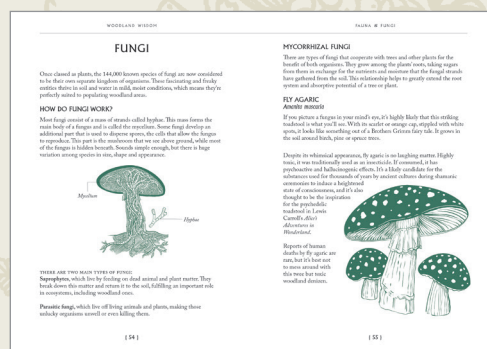 WOODLAND WISDOM
FUNGI
Once classed as plants, the 144,000 known species of fungi are now considered
to be their own separate kingdom of organisms. These fascinating and freaky
entities thrive in soil and water in mild, moist conditions, which means they're
perfectly suited to populating woodland areas.
HOW DO FUNGI WORK?
Most fungi consist of a mass of strands called hyphae. This mass forms the
main body of a fungus and is called the mycelium. Some fungi develop an
additional part that is used to disperse spores, the cells that allow the fungus
to reproduce. This part is the mushroom that we see above ground, while most
of the fungus is hidden beneath. Sounds simple enough, but there is huge
variation among species in size, shape and appearance.
Mycelium
Hyphae
THERE ARE TWO MAIN TYPES OF FUNGI:
Saprophytes, which live by feeding on dead animal and plant matter. They
break down this matter and return it to the soil, fulfilling an important role
in ecosystems, including woodland ones.
Parasitic fungi, which live off living animals and plants, making those
unlucky organisms unwell or even killing them.
[ 54 ]
FAUNA & FUNGI
MYCORRHIZAL FUNGI
There are types of fungi that cooperate with trees and other plants for the
benefit of both organisms. They grow among the plants' roots, taking sugars
from them in exchange for the nutrients and moisture that the fungal strands
have gathered from the soil. This relationship helps to greatly extend the root
system and absorptive potential of a tree or plant.
FLY AGARIC
Amanita muscaria
If you picture a fungus in your mind's eye, it's highly likely that this striking
toadstool is what you'll see. With its scarlet or orange cap, stippled with white
spots, it looks like something out of a Brothers Grimm fairy tale. It grows in
the soil around birch, pine or spruce trees.
Despite its whimsical appearance, fly agaric is no laughing matter. Highly
toxic, it was traditionally used as an insecticide. If consumed, it has
psychoactive and hallucinogenic effects. It's a likely candidate for the
substances used for thousands of years by ancient cultures during shamanic
ceremonies to induce a heightened
state of consciousness, and it's also
thought to be the inspiration
for the psychedelic
toadstool in Lewis
Carroll's Alice's
Adventures in
Wonderland.
Reports of human
deaths by fly agaric are
rare, but it's best not
to mess around with
this twee but toxic
woodland denizen.
[ 55 ]